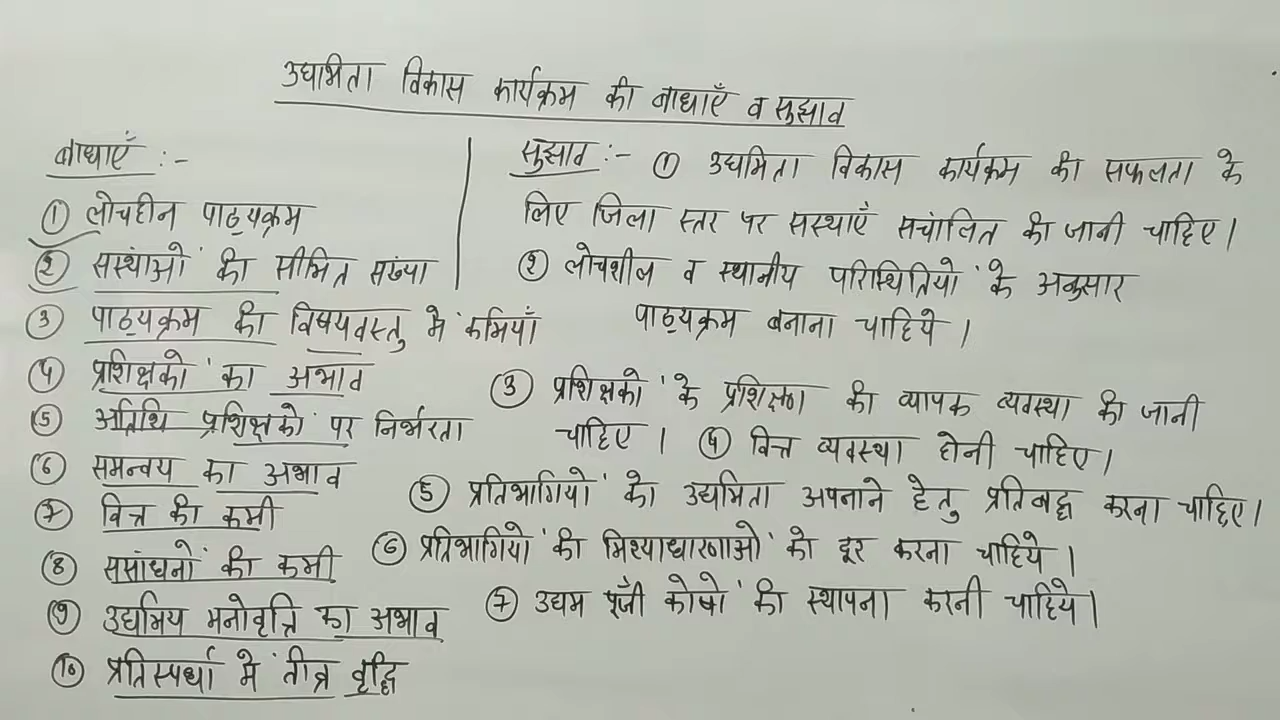 उद्यमिता विकास कार्यक्रम की बाधाएँ व सुझाव
बाधाएँ :-
① लोचहीन पाठ्यक्रम
② संस्थाओं की सीमित संख्या
③ पाठ्यक्रम की विषयवस्तु में कमियाँ
④ प्रशिक्षकों का अभाव
⑤ अतिथि प्रशिक्षकों पर निर्भरता
⑥ समन्वय का अभाव
⑦ वित्त की कमी
⑧ संसाधनों की कमी
⑨ उद्यमिय मनोवृत्ति का अभाव
⑩ प्रतिस्पर्धा में तीव्र वृद्धि
सुझाव :- ① उद्यमिता विकास कार्यक्रम की सफलता के
लिए जिला स्तर पर संस्थाएँ संचालित की जानी चाहिए।
② लोचशील व स्थानीय परिस्थितियों के अनुसार
पाठ्यक्रम बनाना चाहिये।
③ प्रशिक्षकों के प्रशिक्षण की व्यापक व्यवस्था की जानी
चाहिए। ④ वित्त व्यवस्था होनी चाहिए।
⑤ प्रतिभागियों को उद्यमिता अपनाने हेतु प्रतिबद्ध करना चाहिए।
⑥ प्रतिभागियों की मिथ्याधारणाओं को दूर करना चाहिये।
⑦ उद्यम पूँजी कोषों की स्थापना करनी चाहिये।